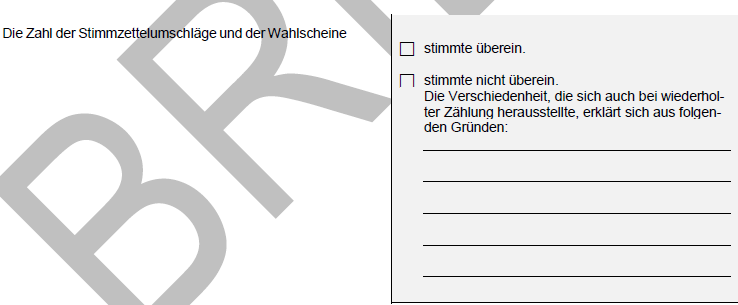 Die Zahl der Stimmzettelumschläge und der Wahlscheine
stimmte überein.
stimmte nicht überein.
Die Verschiedenheit, die sich auch bei wiederhol-
ter Zählung herausstellte, erklärt sich aus folgen-
den Gründen: